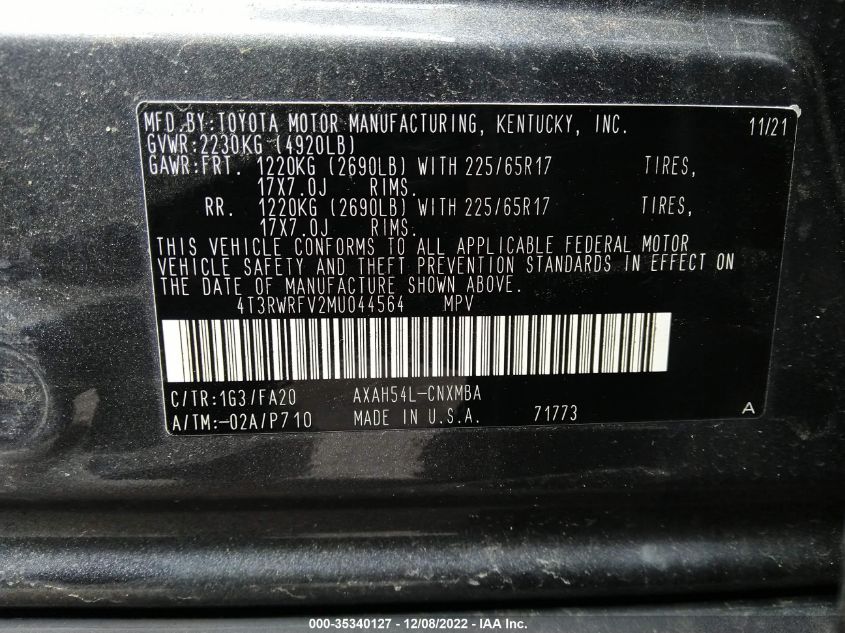 MFD.BY:TOYOTA MOTOR MANUFACTURING, KENTUCKY, INC. 11/21
GVWR:2230KG (4920LB)
GAWR:FRT. 1220KG (2690LB) WITH 225/65R17 TIRES,
17X7.0J RIMS.
RR. 1220KG (2690LB) WITH 225/65R17 TIRES,
17X7.0J RIMS.
THIS VEHICLE CONFORMS TO ALL APPLICABLE FEDERAL MOTOR
VEHICLE SAFETY AND THEFT PREVENTION STANDARDS IN EFFECT ON
THE DATE OF MANUFACTURE SHOWN ABOVE.
4T3RWRFV2MU044564 MPV
C/TR:1G3/FA20 AXAH54L-CNXMBA
A/TM:-02A/P710 MADE IN U.S.A. 71773 A
000-35340127 - 12/08/2022 - IAA Inc.